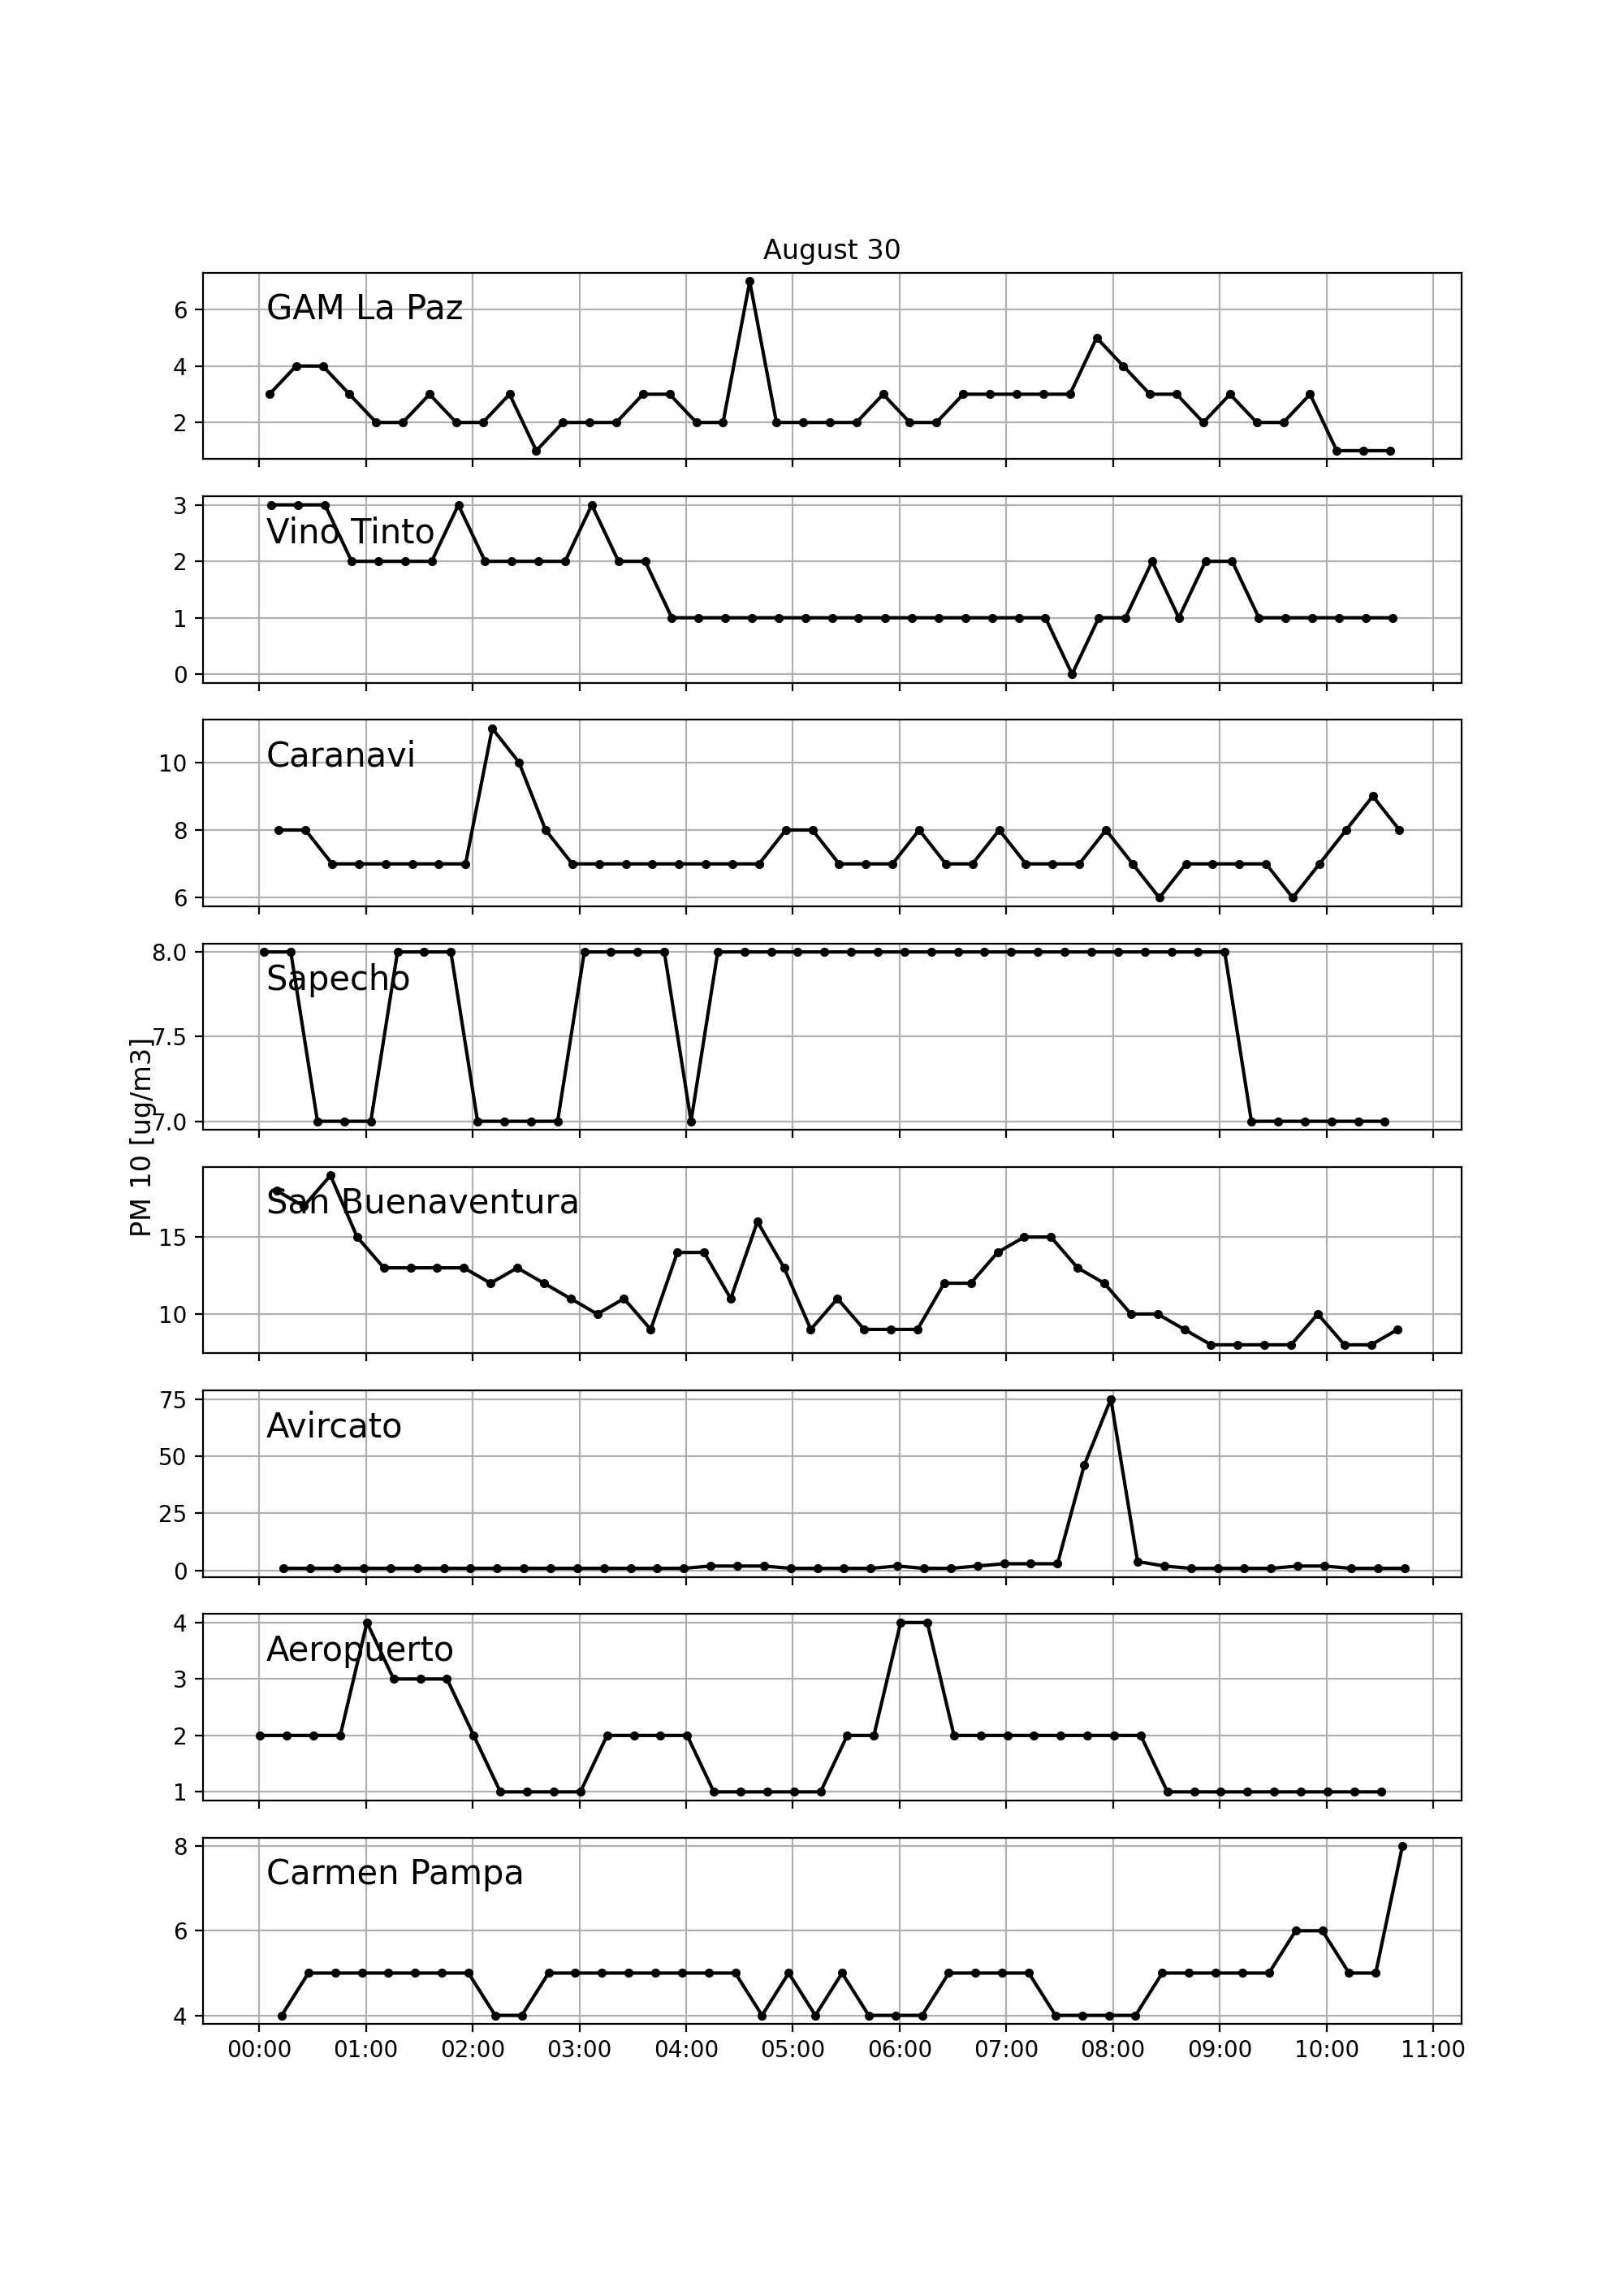 August 30
GAM La Paz
6
4
2
Vino Tinto
3
2
1
0
Caranavi
10
8
6
Sapecho
8.0
7.5
7.0
PM 10 [ug/m3]
San Buenaventura
15
10
Avircato
75
50
25
0
Aeropuerto
4
3
2
1
Carmen Pampa
8
6
4
00:00 01:00 02:00 03:00 04:00 05:00 06:00 07:00 08:00 09:00 10:00 11:00